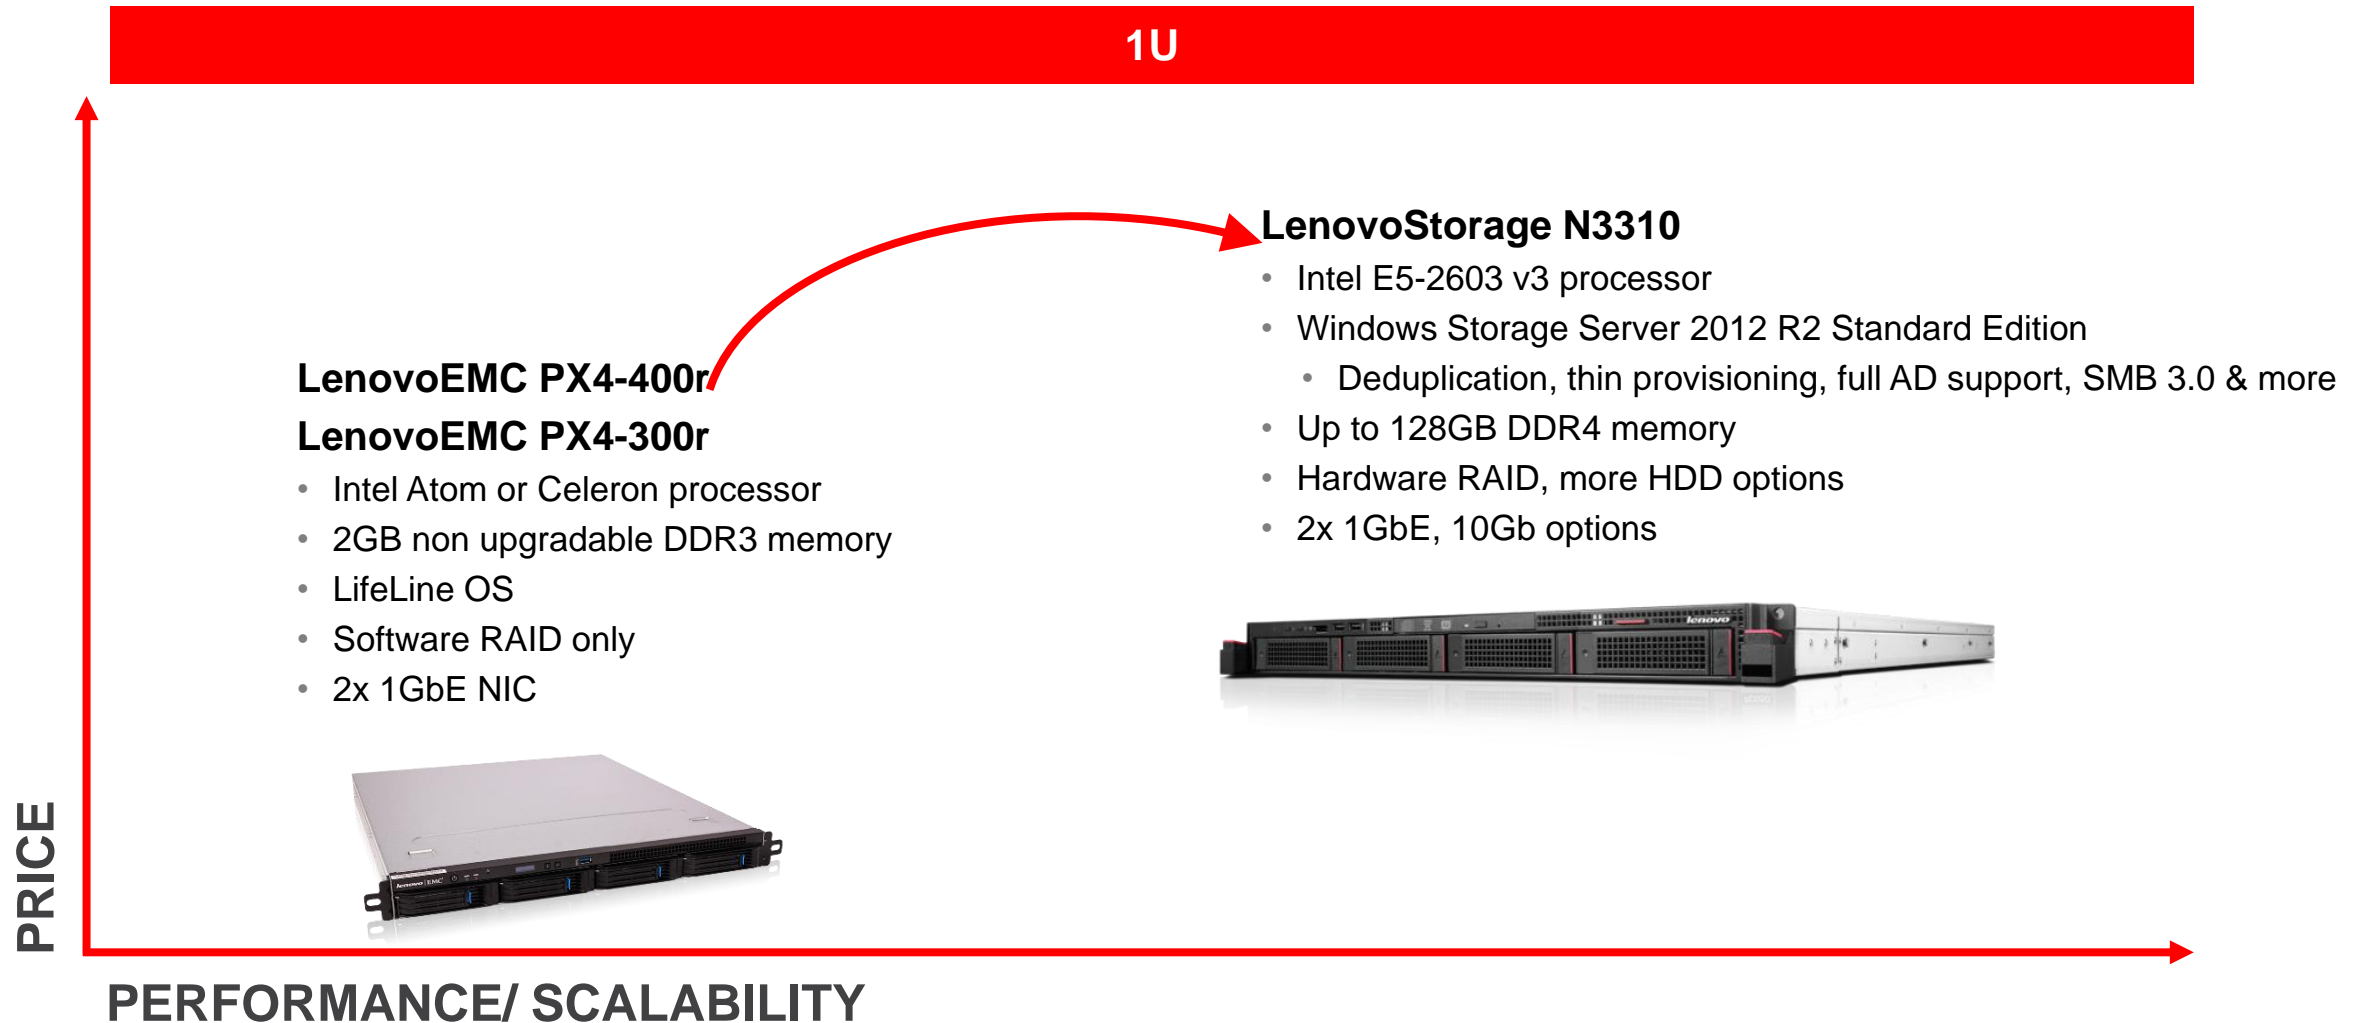 1U
LenovoStorage N3310
• Intel E5-2603 v3 processor
• Windows Storage Server 2012 R2 Standard Edition
• Deduplication, thin provisioning, full AD support, SMB 3.0 & more
• Up to 128GB DDR4 memory
• Hardware RAID, more HDD options
• 2x 1GbE, 10Gb options
lenovo
LenovoEMC PX4-400r
LenovoEMC PX4-300r
• Intel Atom or Celeron processor
• 2GB non upgradable DDR3 memory
• LifeLine OS
• Software RAID only
• 2x 1GbE NIC
lenovo EMC
PRICE
PERFORMANCE/ SCALABILITY